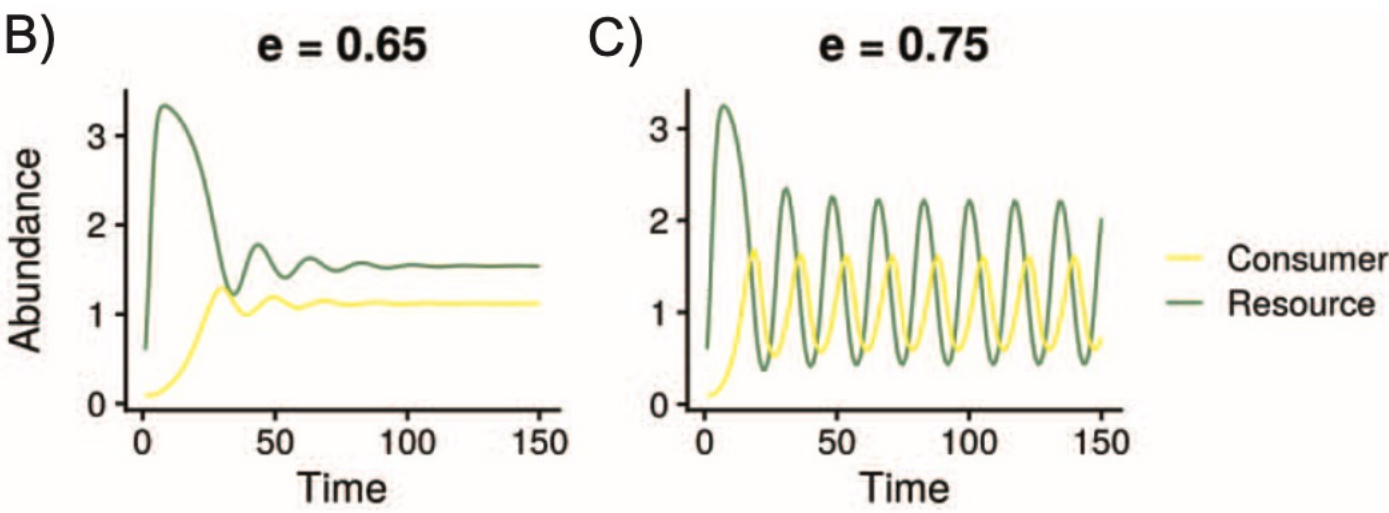 B)
e = 0.65
Abundance
3
2
1
0
0 50 100 150
Time
C)
e = 0.75
3
2
1
0
0 50 100 150
Time
Consumer
Resource